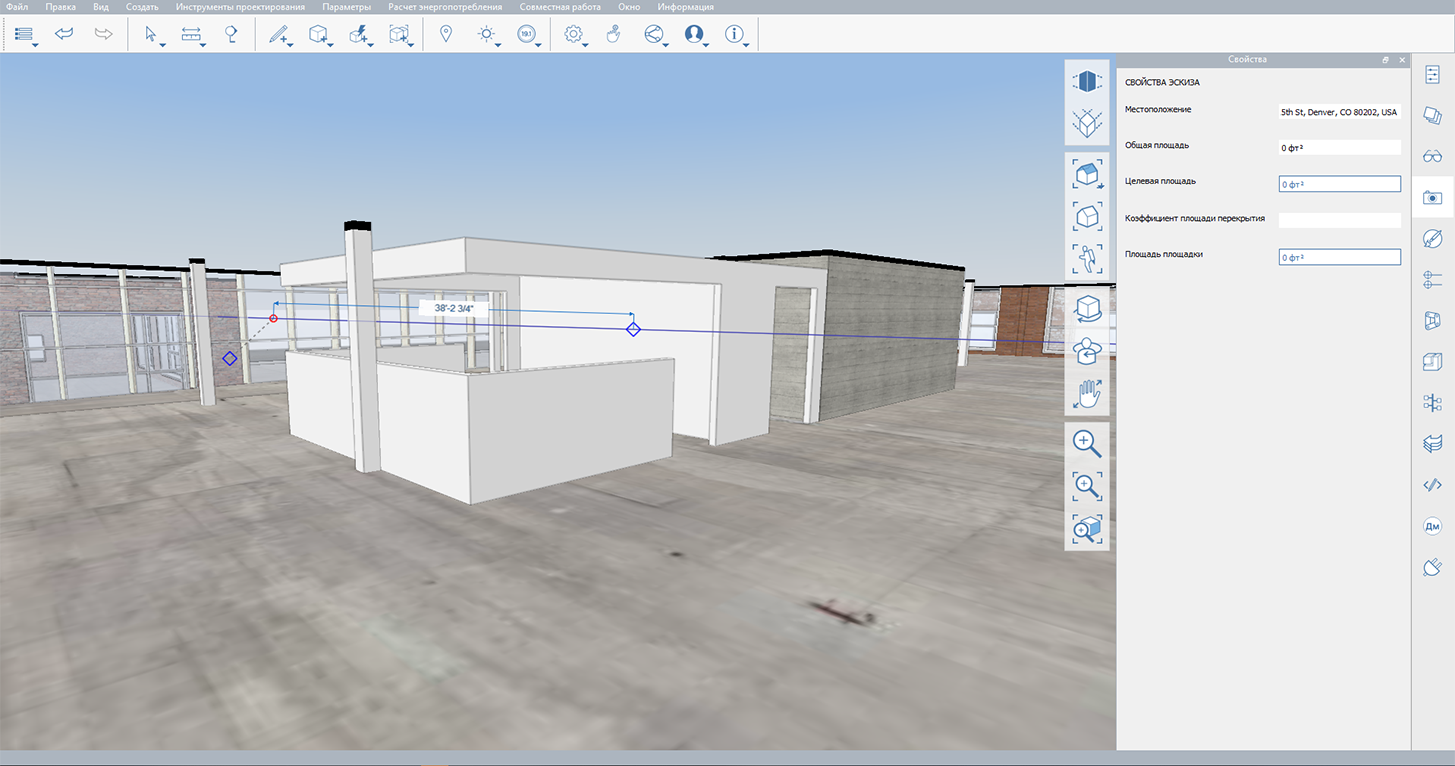 Файл Правка Вид Создать Инструменты проектирования Параметры Расчет энергопотребления Совместная работа Окно Информация
19.1
Свойства
СВОЙСТВА ЭСКИЗА
Местоположение 5th St, Denver, CO 80202, USA
Общая площадь 0 фт²
Целевая площадь 0 фт²
Коэффициент площади перекрытия
Площадь площадки 0 фт²
38'-2 3/4"
Дм